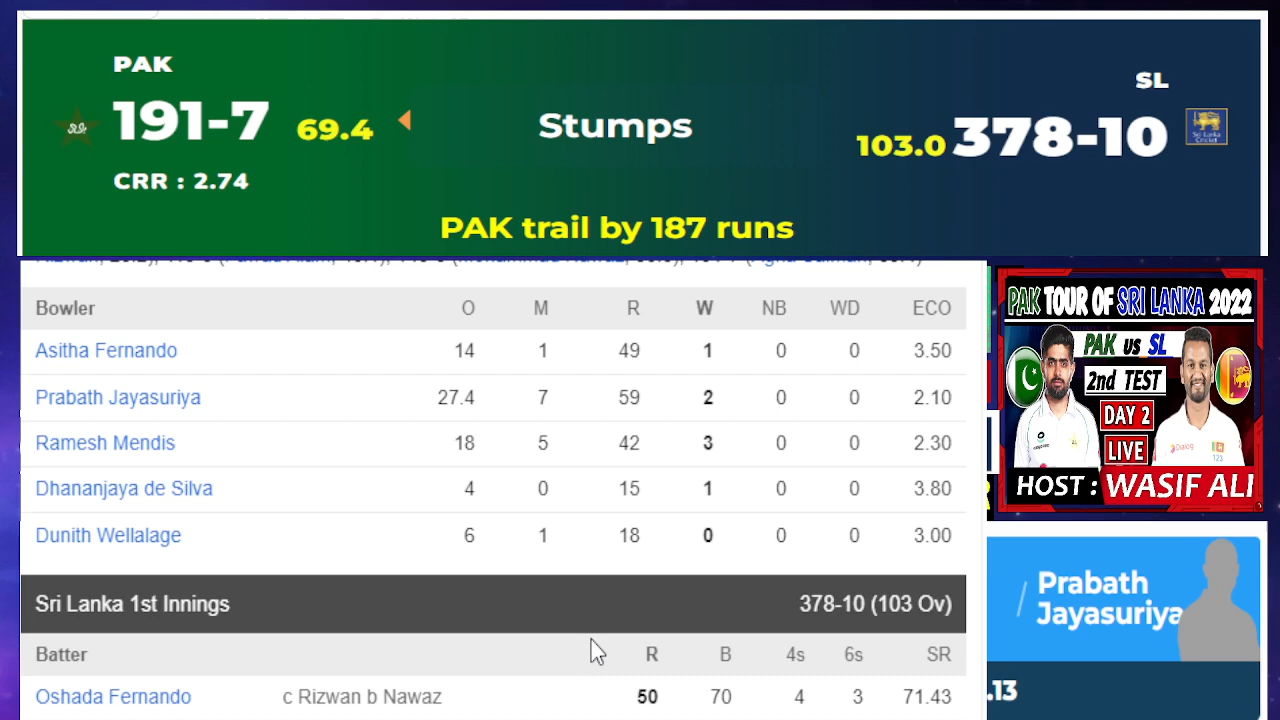 PAK
191-7 69.4
CRR : 2.74
Stumps
SL
103.0 378-10
Sri Lanka
Cricket
PAK trail by 187 runs
Bowler O M R W NB WD ECO
Asitha Fernando 14 1 49 1 0 0 3.50
Prabath Jayasuriya 27.4 7 59 2 0 0 2.10
Ramesh Mendis 18 5 42 3 0 0 2.30
Dhananjaya de Silva 4 0 15 1 0 0 3.80
Dunith Wellalage 6 1 18 0 0 0 3.00
Sri Lanka 1st Innings 378-10 (103 Ov)
Batter R B 4s 6s SR
Oshada Fernando c Rizwan b Nawaz 50 70 4 3 71.43
PAK TOUR OF SRI LANKA 2022
PAK vs SL
2nd TEST
DAY 2
LIVE
Dialog
123
HOST : WASIF ALI
/ Prabath
Jayasuriya
.13